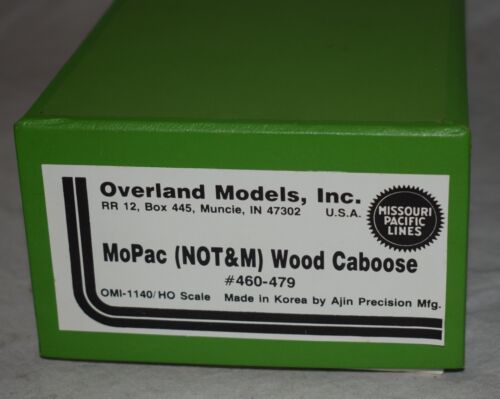 Overland Models, Inc.
RR 12, Box 445, Muncie, IN 47302 U.S.A.
MISSOURI
PACIFIC
LINES
MoPac (NOT&M) Wood Caboose
#460-479
OMI-1140/HO Scale Made in Korea by Ajin Precision Mfg.